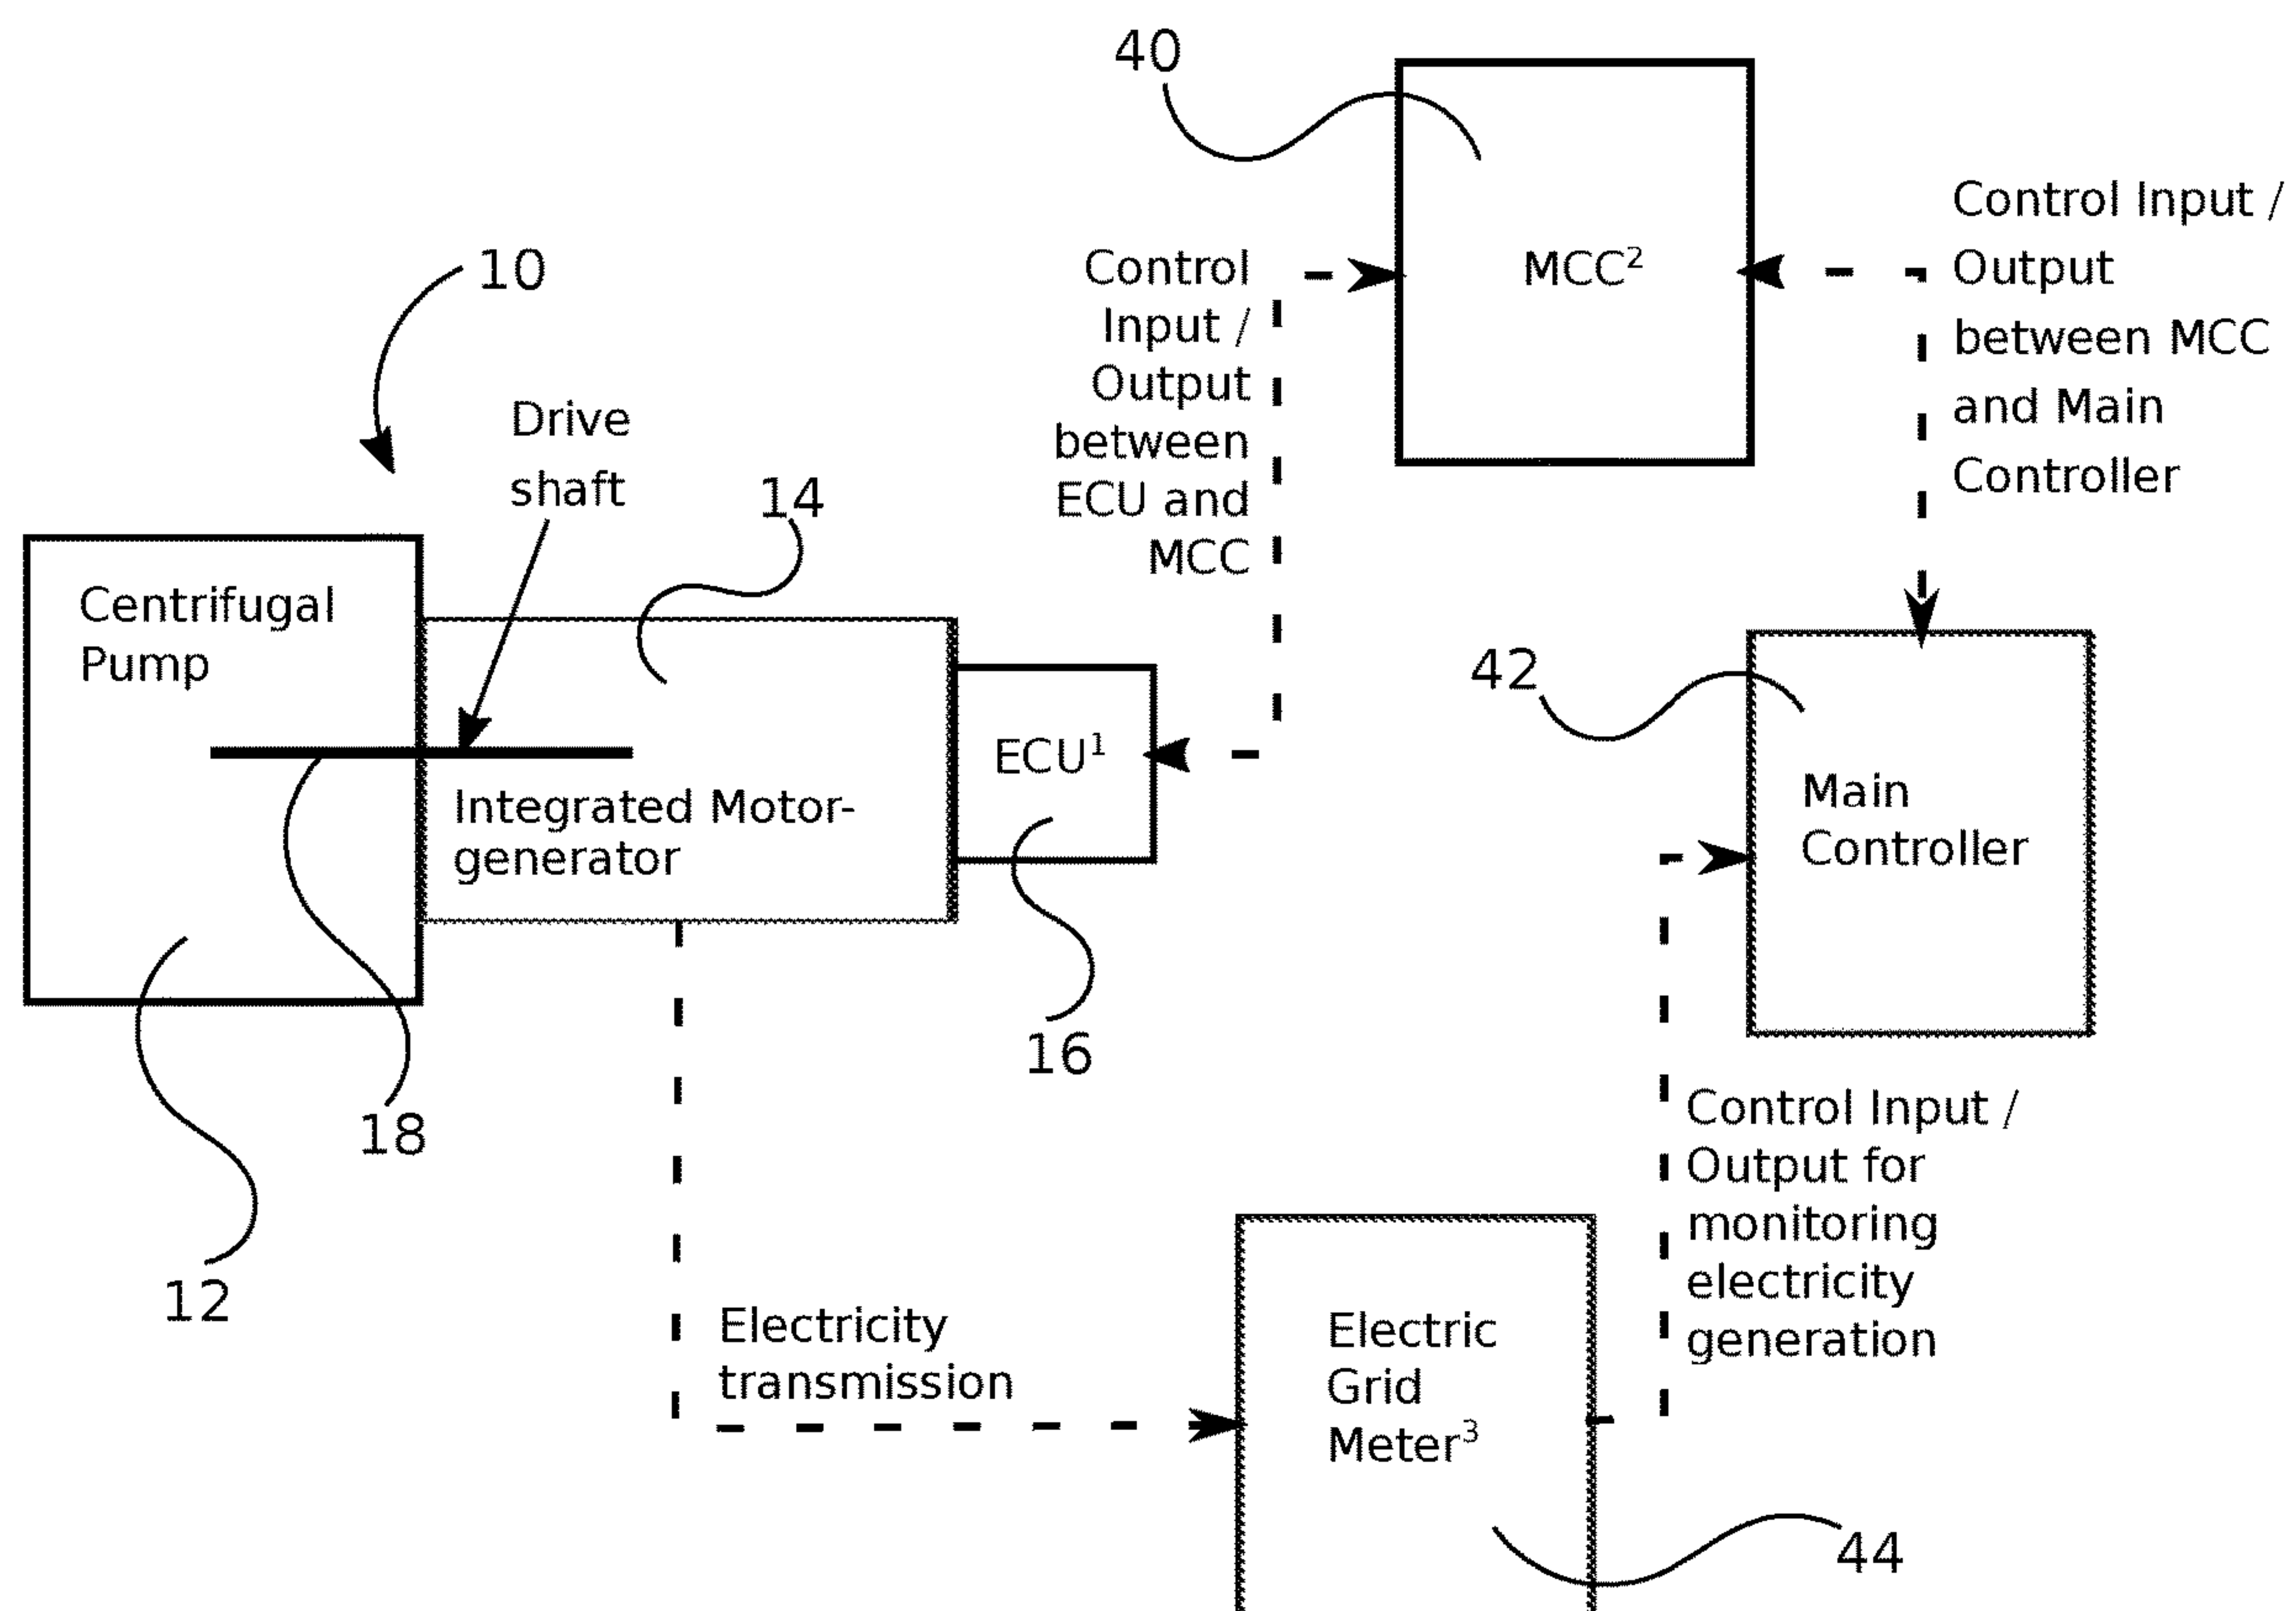 40
MCC²
Control Input /
Output
between MCC
and Main
Controller
Control
Input /
Output
between
ECU and
MCC
10
Drive
shaft
14
Centrifugal
Pump
Integrated Motor-
generator
ECU¹
42
Main
Controller
16
18
12
Control Input /
Output for
monitoring
electricity
generation
Electricity
transmission
Electric
Grid
Meter³
44